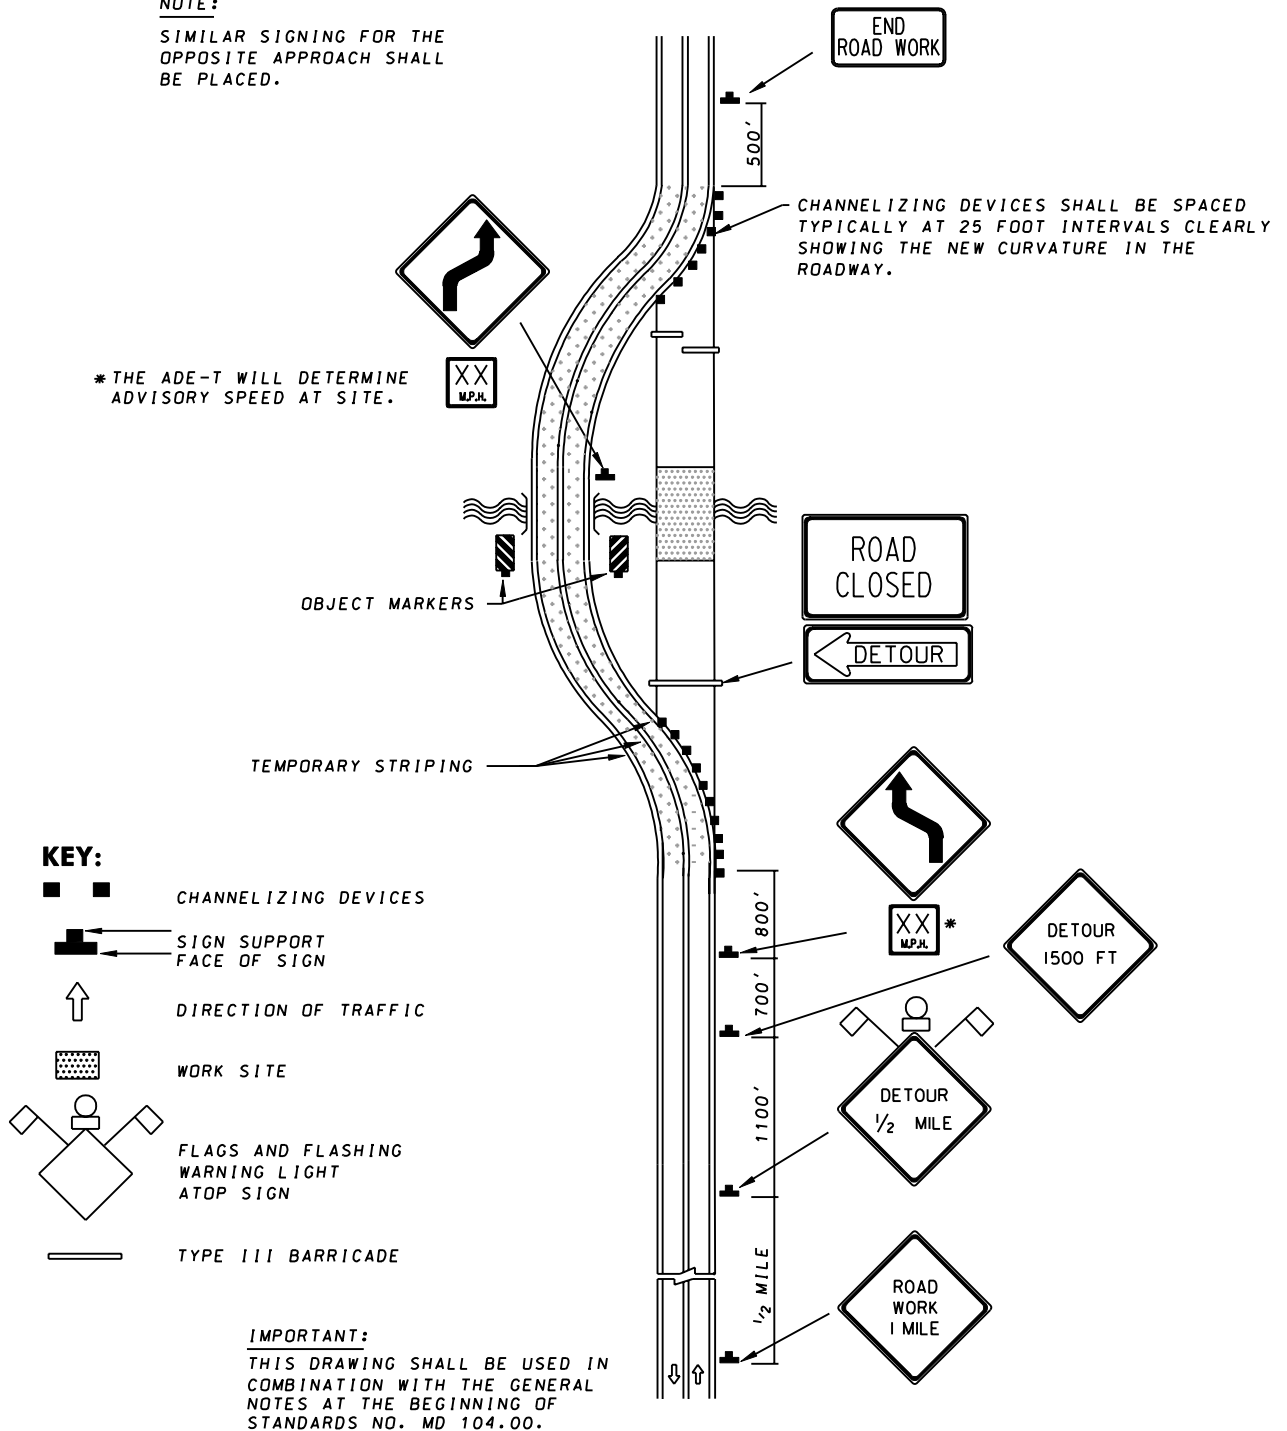 NOTE:
SIMILAR SIGNING FOR THE
OPPOSITE APPROACH SHALL
BE PLACED.
END
ROAD WORK
500'
CHANNELIZING DEVICES SHALL BE SPACED
TYPICALLY AT 25 FOOT INTERVALS CLEARLY
SHOWING THE NEW CURVATURE IN THE
ROADWAY.
XX
M.P.H.
*THE ADE-T WILL DETERMINE
ADVISORY SPEED AT SITE.
ROAD
CLOSED
DETOUR
OBJECT MARKERS
TEMPORARY STRIPING
800'
XX
M.P.H.
*
DETOUR
1500 FT
700'
1100'
DETOUR
1/2 MILE
1/2 MILE
ROAD
WORK
1 MILE
KEY:
CHANNELIZING DEVICES
SIGN SUPPORT
FACE OF SIGN
DIRECTION OF TRAFFIC
WORK SITE
FLAGS AND FLASHING
WARNING LIGHT
ATOP SIGN
TYPE III BARRICADE
IMPORTANT:
THIS DRAWING SHALL BE USED IN
COMBINATION WITH THE GENERAL
NOTES AT THE BEGINNING OF
STANDARDS NO. MD 104.00.